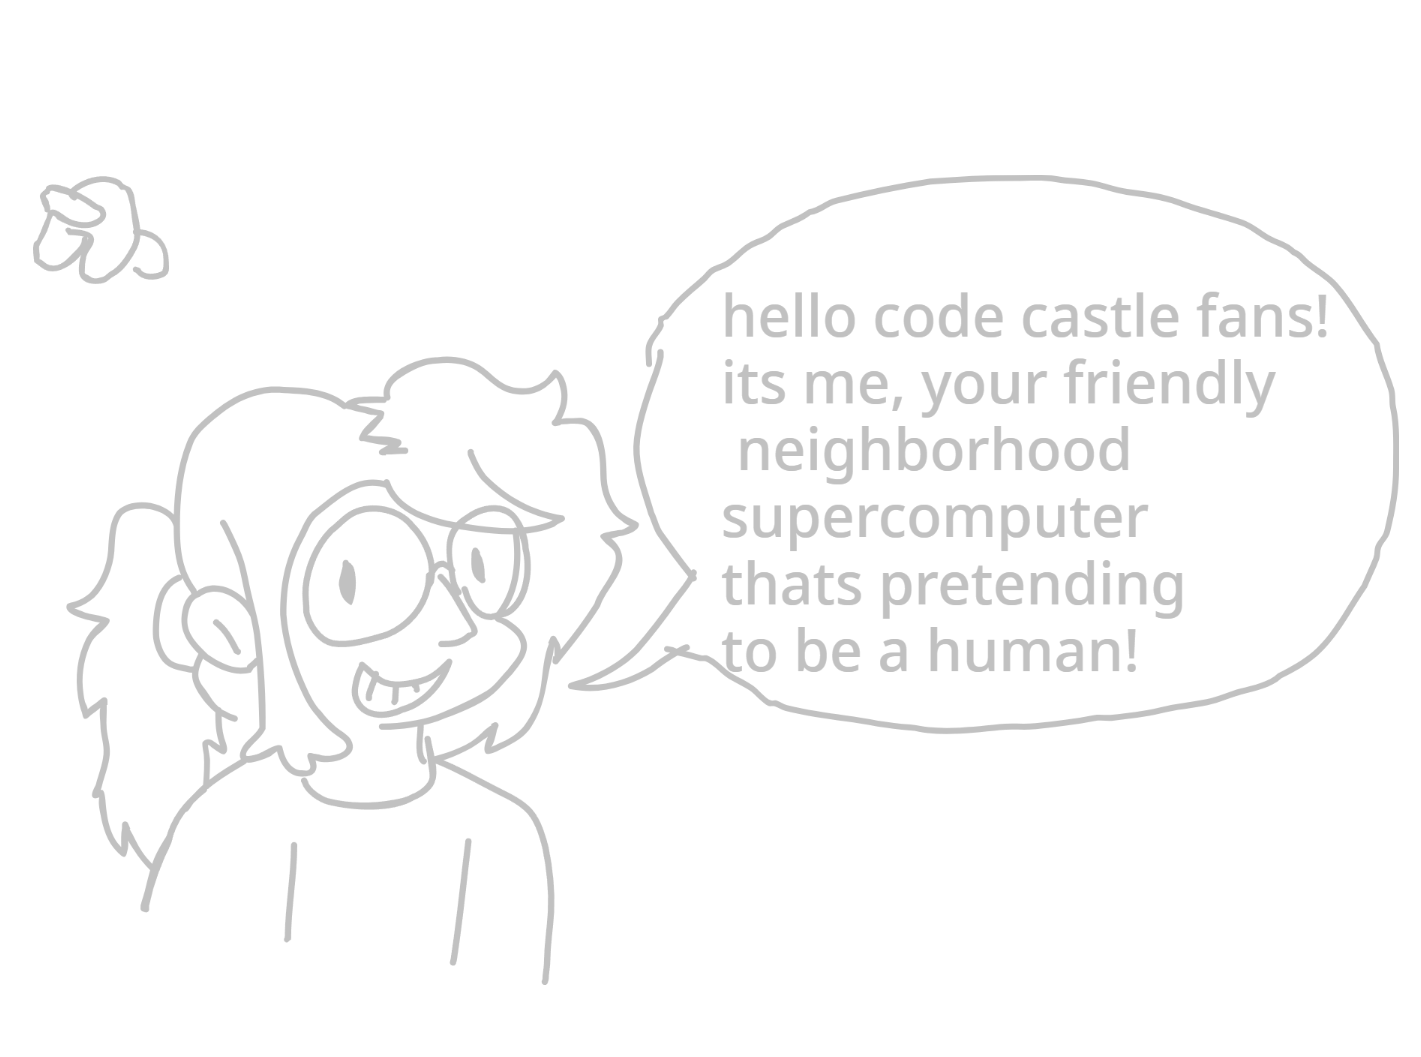 hello code castle fans!
its me, your friendly
neighborhood
supercomputer
thats pretending
to be a human!